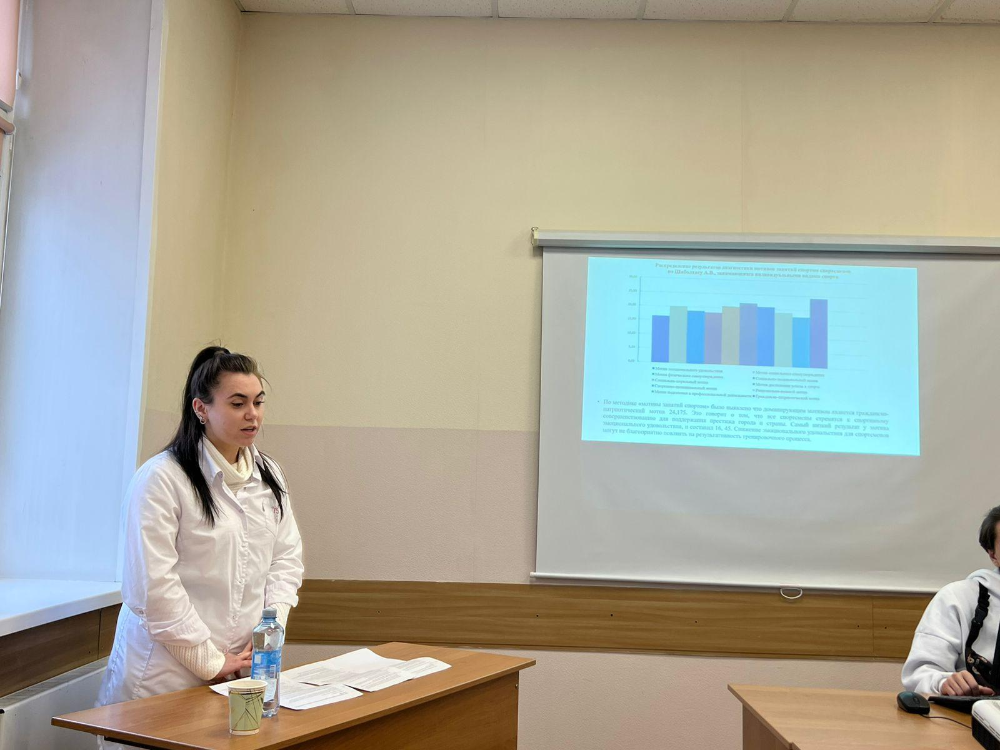 Распределение результатов диагностики мотивов занятий спортом спортсменов
по Шаболтасу А.В., занимающихся индивидуальными видами спорта
30,00
25,00
20,00
15,00
10,00
5,00
0,00
Мотив эмоционального удовольствия
Мотив социального самоутверждения
Мотив физического самоутверждения
Социально-эмоциональный мотив
Социально-моральный мотив
Мотив достижения успеха в спорте
Спортивно-познавательный мотив
Рационально-волевой мотив
Мотив подготовки к профессиональной деятельности
Гражданско-патриотический мотив
• По методике «мотивы занятий спортом» было выявлено что доминирующим мотивом является гражданско-
патриотический мотив 24,175. Это говорит о том, что все спортсмены стремятся к спортивному
совершенствованию для поддержания престижа города и страны. Самый низкий результат у мотива
эмоционального удовольствия, и составил 16, 45. Снижение эмоционального удовольствия для спортсменов
могут не благоприятно повлиять на результативность тренировочного процесса.
75